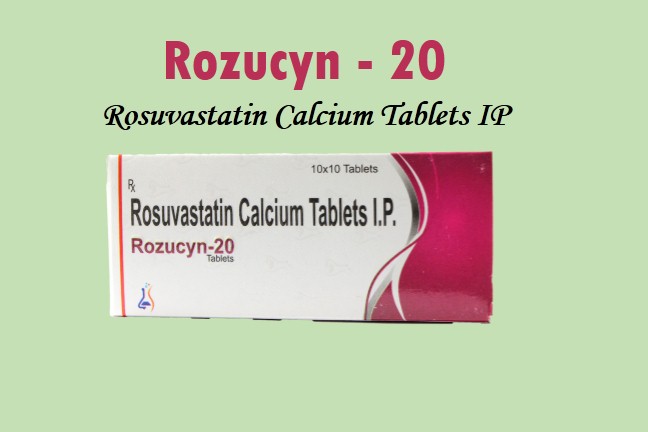 Rozucyn - 20
Rosuvastatin Calcium Tablets IP
10x10 Tablets
Rx
Rosuvastatin Calcium Tablets I.P.
Rozucyn-20
Tablets